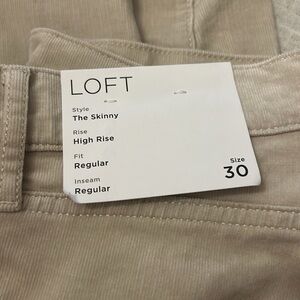 LOFT
Style
The Skinny
Rise
High Rise
Fit
Regular
Inseam
Regular
Size
30